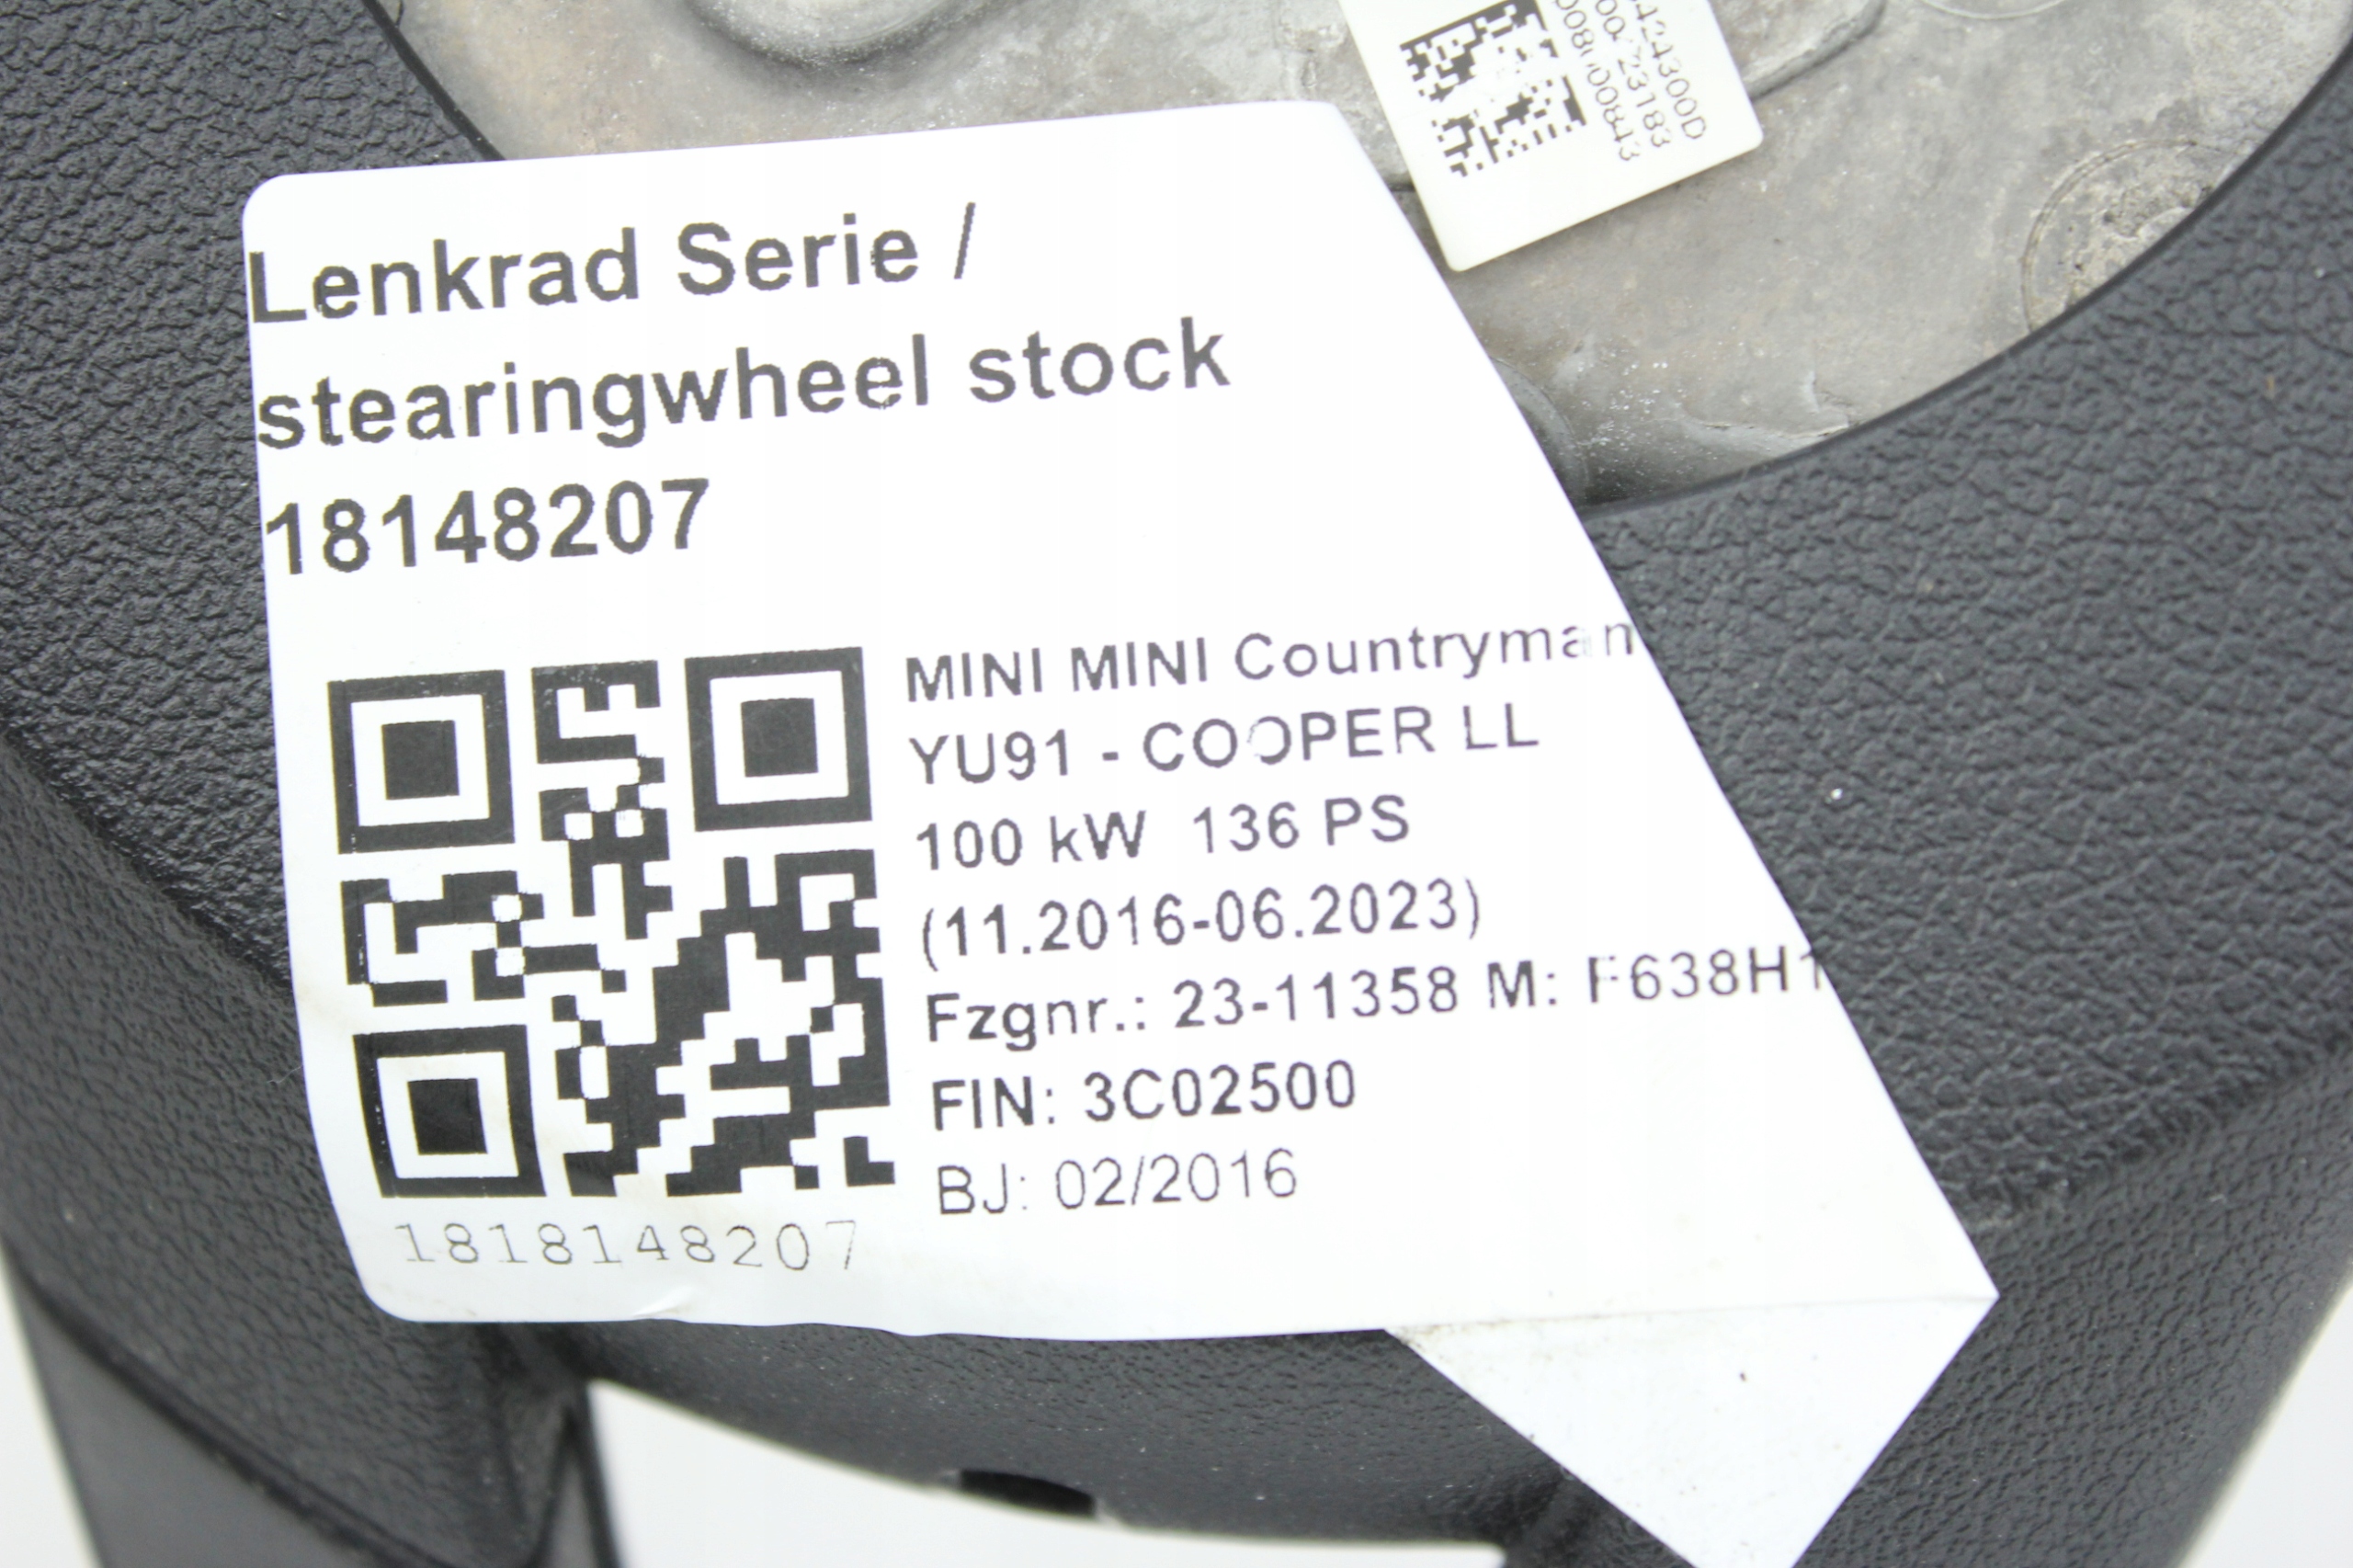 Lenkrad Serie /
stearingwheel stock
18148207
MINI MINI Countryman
YU91 - COOPER LL
100 kW 136 PS
(11.2016-06.2023)
Fzgnr.: 23-11358 M: F638H1
FIN: 3C02500
BJ: 02/2016
1818148207